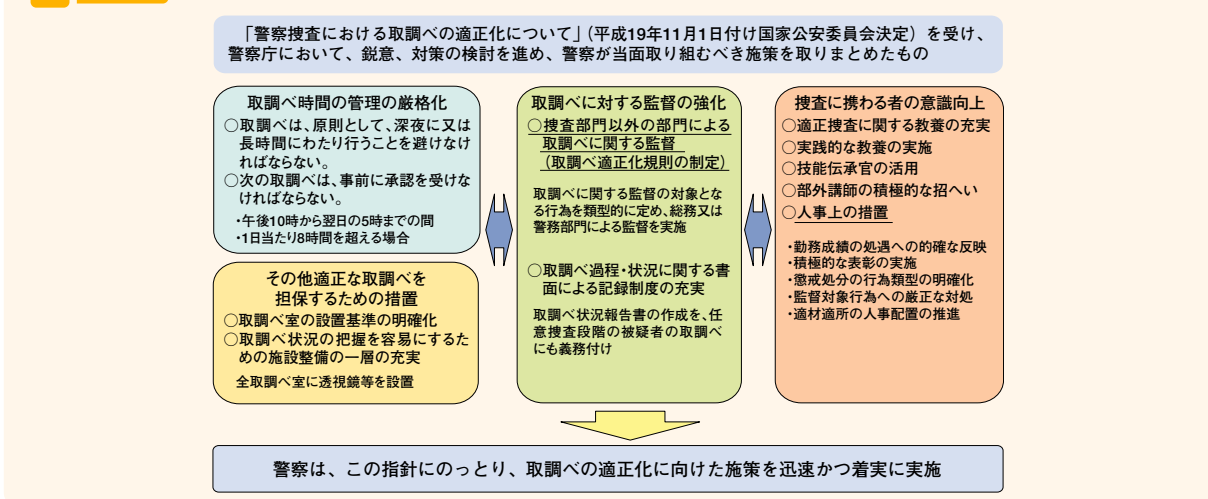 「警察捜査における取調べの適正化について」(平成19年11月1日付け国家公安委員会決定)を受け、
警察庁において、鋭意、対策の検討を進め、警察が当面取り組むべき施策を取りまとめたもの
取調べ時間の管理の厳格化
○取調べは、原則として、深夜に又は
長時間にわたり行うことを避けなけ
ればならない。
○次の取調べは、事前に承認を受けな
ければならない。
・午後10時から翌日の5時までの間
・1日当たり8時間を超える場合
その他適正な取調べを
担保するための措置
○取調べ室の設置基準の明確化
○取調べ状況の把握を容易にするた
めの施設整備の一層の充実
全取調べ室に透視鏡等を設置
取調べに対する監督の強化
○捜査部門以外の部門による
取調べに関する監督
(取調べ適正化規則の制定)
取調べに関する監督の対象とな
る行為を類型的に定め、総務又は
警務部門による監督を実施
○取調べ過程・状況に関する書
面による記録制度の充実
取調べ状況報告書の作成を、任
意捜査段階の被疑者の取調べ
にも義務付け
捜査に携わる者の意識向上
○適正捜査に関する教養の充実
○実践的な教養の実施
○技能伝承官の活用
○部外講師の積極的な招へい
○人事上の措置
・勤務成績の処遇への的確な反映
・積極的な表彰の実施
・懲戒処分の行為類型の明確化
・監督対象行為への厳正な対処
・適材適所の人事配置の推進
警察は、この指針にのっとり、取調べの適正化に向けた施策を迅速かつ着実に実施